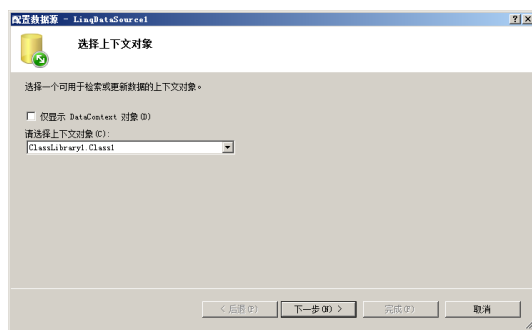 配置数据源 - LinqDataSource1
选择上下文对象
选择一个可用于检索或更新数据的上下文对象。
仅显示 DataContext 对象(D)
请选择上下文对象(C):
ClassLibrary1.Class1
< 后退(P) 下一步(N) > 完成(F) 取消